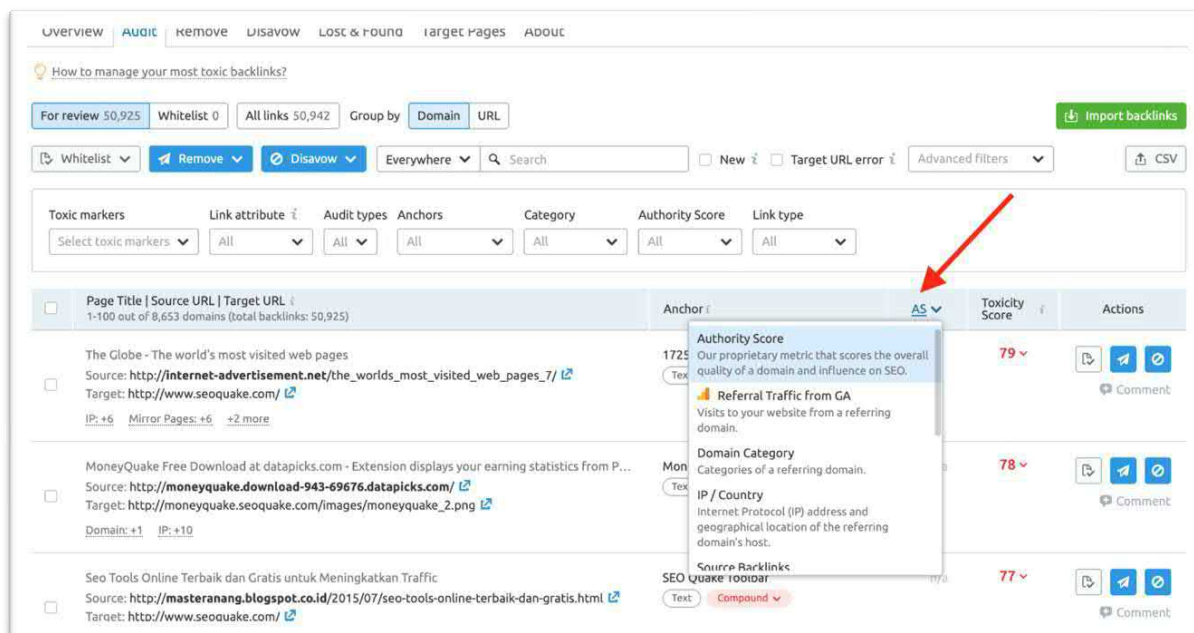 Overview Audit Remove Disavow Lost & Found Target Pages About
How to manage your most toxic backlinks?
For review 50,925 Whitelist 0 All links 50,942 Group by Domain URL Import backlinks
Whitelist Remove Disavow Everywhere Search New i Target URL error i Advanced filters CSV
Toxic markers Link attribute i Audit types Anchors Category Authority Score Link type
Select toxic markers All All All All All All
Page Title | Source URL | Target URL i
1-100 out of 8,653 domains (total backlinks: 50,925)
Anchor i AS Toxicity Score i Actions
Authority Score
Our proprietary metric that scores the overall
quality of a domain and influence on SEO.
Referral Traffic from GA
Visits to your website from a referring
domain.
Domain Category
Categories of a referring domain.
IP / Country
Internet Protocol (IP) address and
geographical location of the referring
domain's host.
Source Backlinks
The Globe - The world's most visited web pages
1725
79
Source: http://internet-advertisement.net/the_worlds_most_visited_web_pages_7/
Target: http://www.seoquake.com/
Comment
IP: +6 Mirror Pages: +6 +2 more
MoneyQuake Free Download at datapicks.com - Extension displays your earning statistics from P...
Mon
78
Source: http://moneyquake.download-943-69676.datapicks.com/
Target: http://moneyquake.seoquake.com/images/moneyquake_2.png
Comment
Domain: +1 IP: +10
Seo Tools Online Terbaik dan Gratis untuk Meningkatkan Traffic
SEO Quake Toolbar n/a 77
Source: http://masteranang.blogspot.co.id/2015/07/seo-tools-online-terbaik-dan-gratis.html
Text Compound
Target: http://www.seoquake.com/
Comment